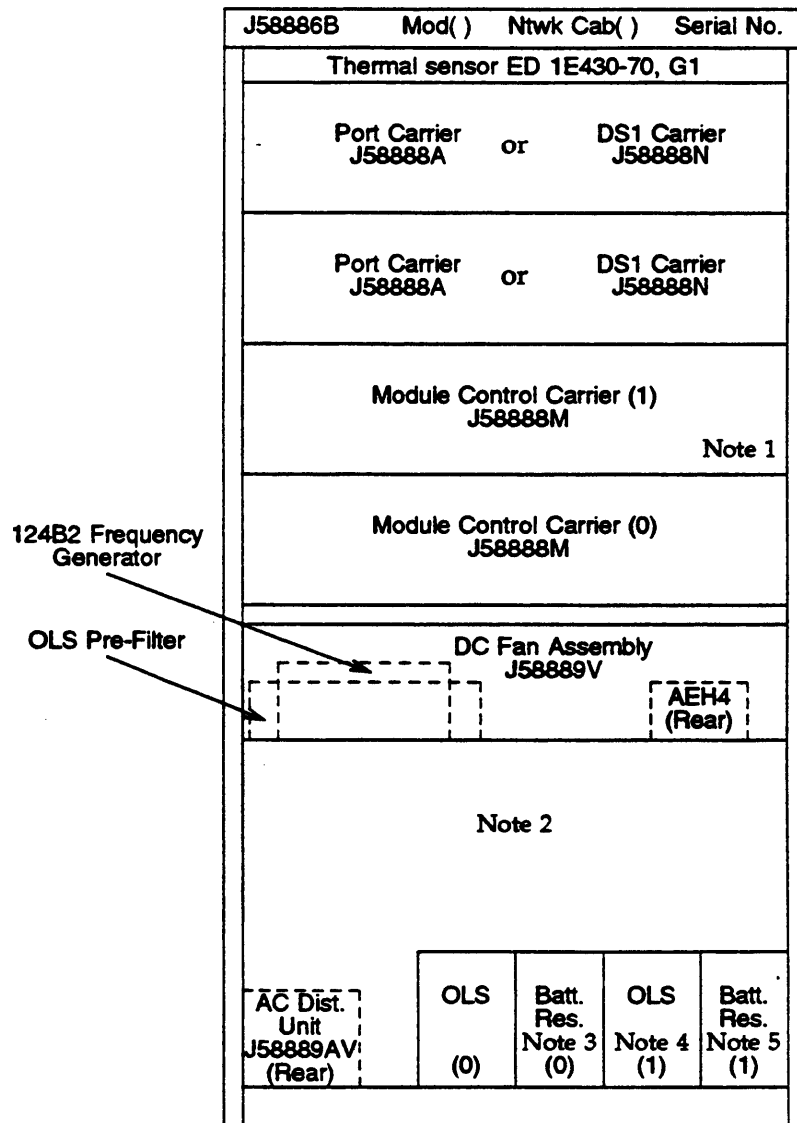 J58886B Mod( ) Ntwk Cab( ) Serial No.
Thermal sensor ED 1E430-70, G1
Port Carrier or DS1 Carrier
J58888A J58888N
Port Carrier or DS1 Carrier
J58888A J58888N
Module Control Carrier (1)
J58888M
Note 1
Module Control Carrier (0)
J58888M
124B2 Frequency
Generator
OLS Pre-Filter
DC Fan Assembly
J58889V
AEH4
(Rear)
Note 2
AC Dist.
Unit
J58889AV
(Rear)
OLS
(0)
Batt.
Res.
Note 3
(0)
OLS
Note 4
(1)
Batt.
Res.
Note 5
(1)